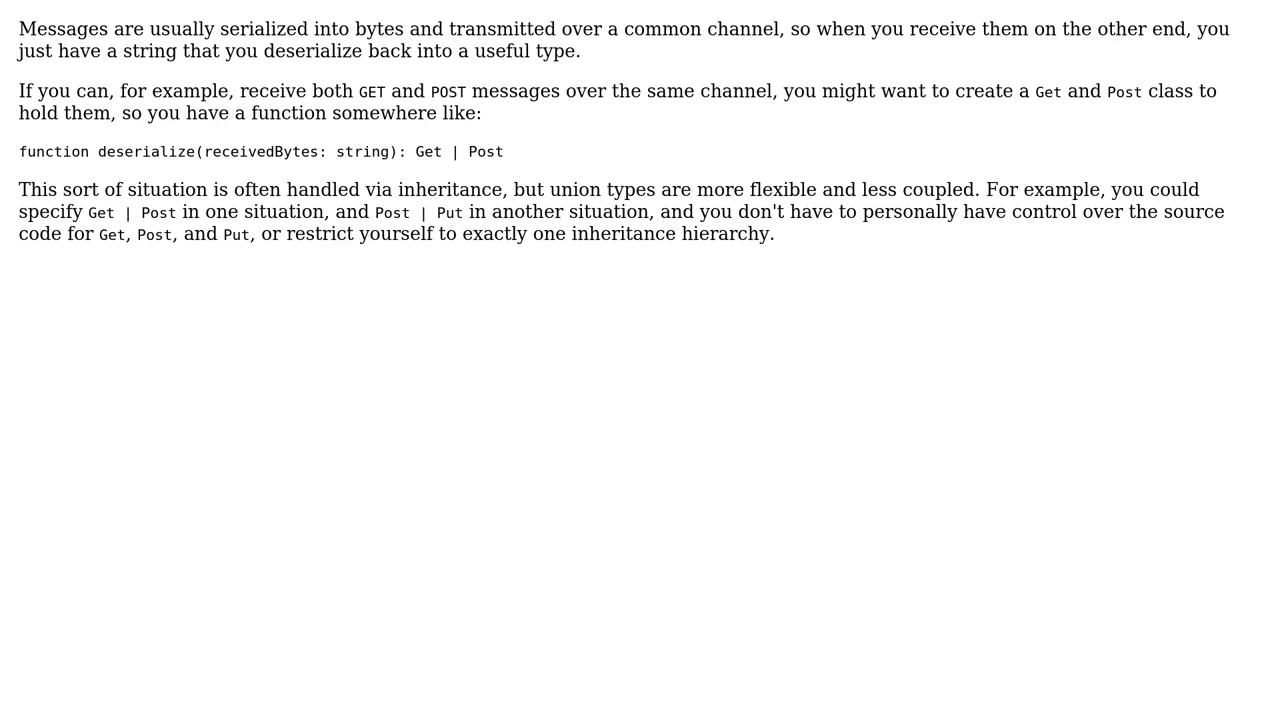 Messages are usually serialized into bytes and transmitted over a common channel, so when you receive them on the other end, you
just have a string that you deserialize back into a useful type.
If you can, for example, receive both GET and POST messages over the same channel, you might want to create a Get and Post class to
hold them, so you have a function somewhere like:
function deserialize(receivedBytes: string): Get | Post
This sort of situation is often handled via inheritance, but union types are more flexible and less coupled. For example, you could
specify Get | Post in one situation, and Post | Put in another situation, and you don't have to personally have control over the source
code for Get, Post, and Put, or restrict yourself to exactly one inheritance hierarchy.